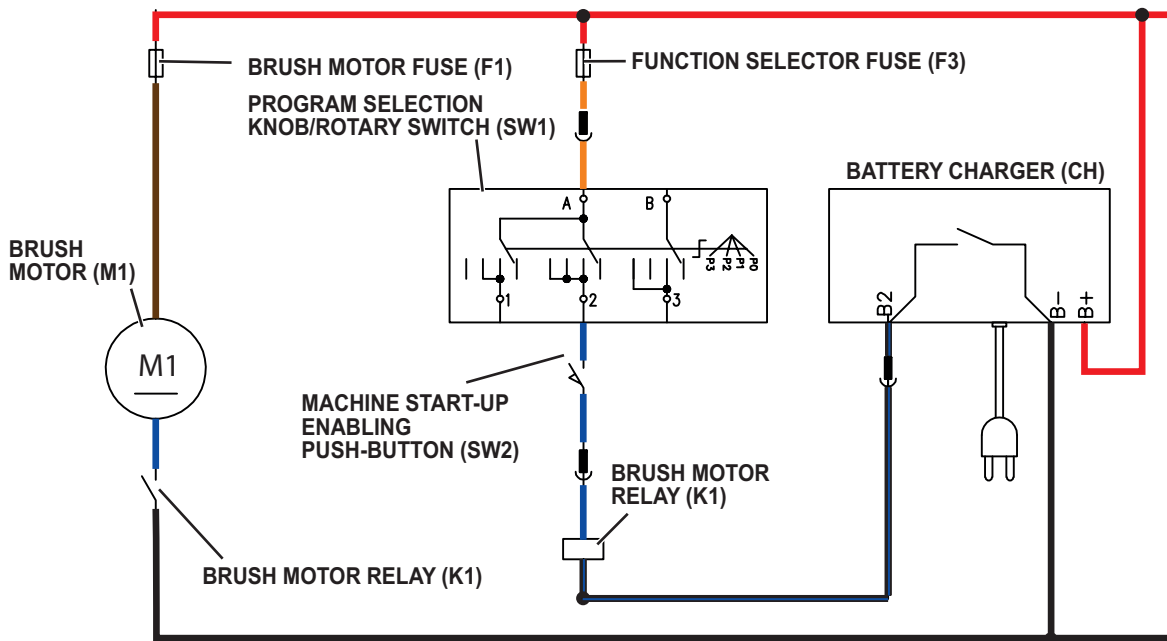 BRUSH MOTOR FUSE (F1)
FUNCTION SELECTOR FUSE (F3)
PROGRAM SELECTION
KNOB/ROTARY SWITCH (SW1)
BATTERY CHARGER (CH)
A
B
P3
P2
P1
P0
1
2
3
BRUSH
MOTOR (M1)
M1
B2
B-
B+
MACHINE START-UP
ENABLING
PUSH-BUTTON (SW2)
BRUSH MOTOR
RELAY (K1)
BRUSH MOTOR RELAY (K1)